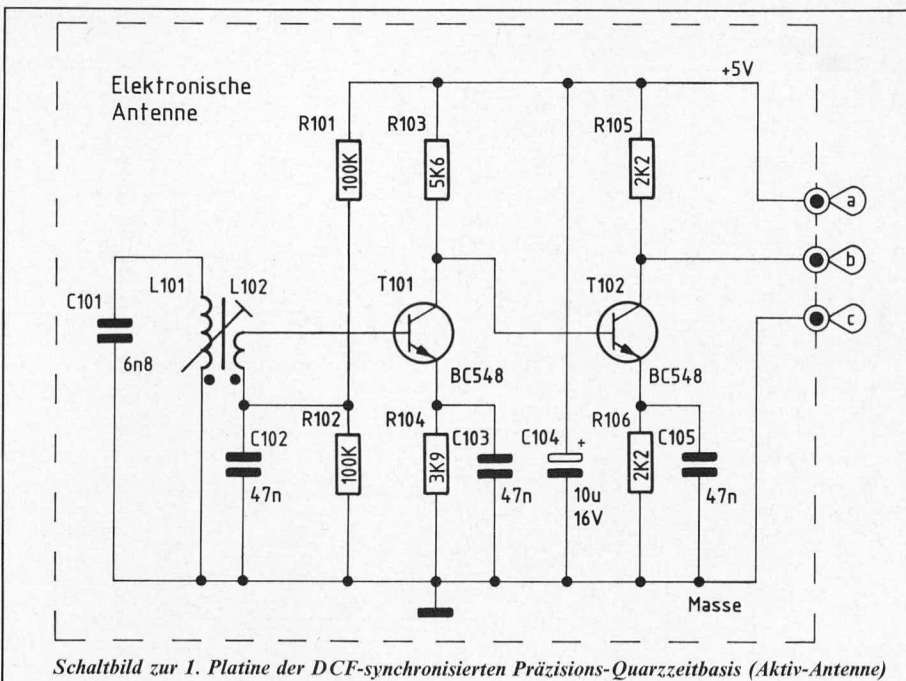 Elektronische
Antenne
+5V
R101
R103
R105
100K
5K6
2K2
a
b
c
C101
6n8
L101
L102
T101
T102
BC548
BC548
R102
R104
R106
C102
C103
C104
C105
+
100K
3K9
2K2
47n
47n
10u
16V
47n
Masse
Schaltbild zur 1. Platine der DCF-synchronisierten Präzisions-Quarzzeitbasis (Aktiv-Antenne)